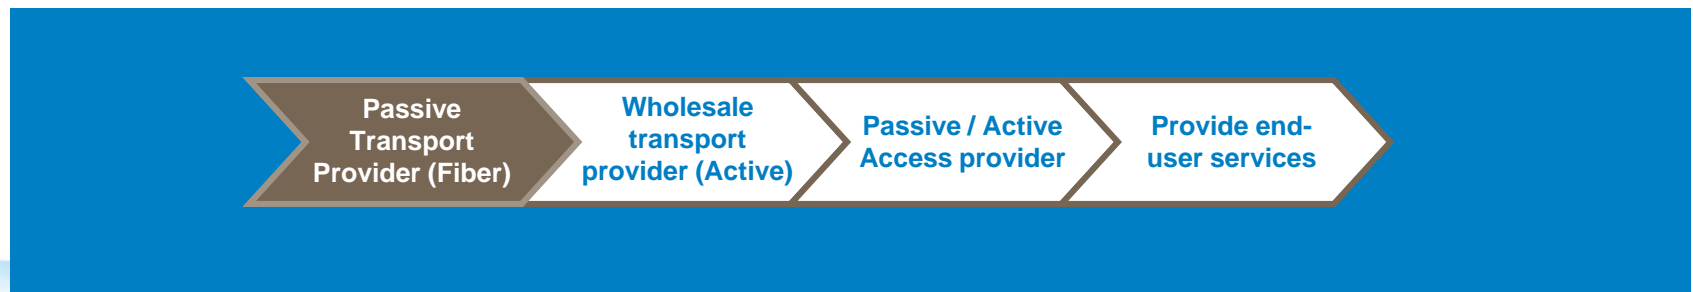 Passive
Transport
Provider (Fiber)
Wholesale
transport
provider (Active)
Passive / Active
Access provider
Provide end-
user services